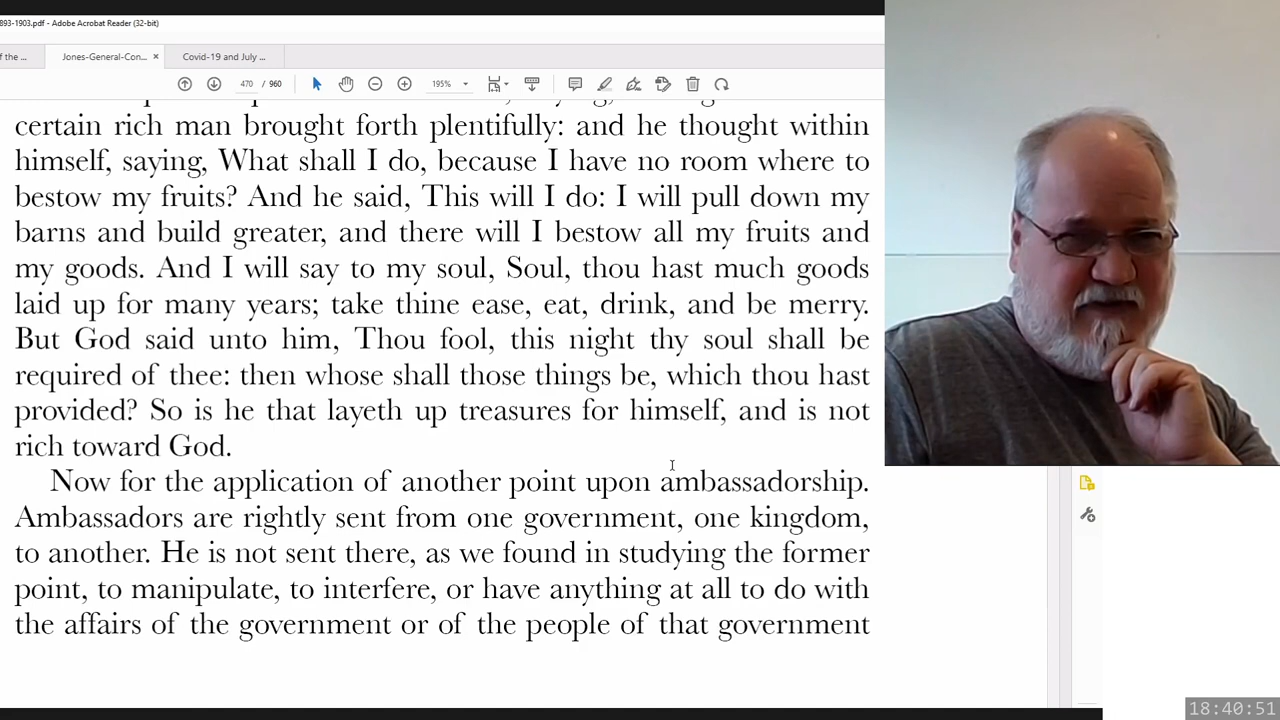 893-1903.pdf - Adobe Acrobat Reader (32-bit)
f the ... Jones-General-Con... × Covid-19 and July ...
470 / 960 195%
certain rich man brought forth plentifully: and he thought within
himself, saying, What shall I do, because I have no room where to
bestow my fruits? And he said, This will I do: I will pull down my
barns and build greater, and there will I bestow all my fruits and
my goods. And I will say to my soul, Soul, thou hast much goods
laid up for many years; take thine ease, eat, drink, and be merry.
But God said unto him, Thou fool, this night thy soul shall be
required of thee: then whose shall those things be, which thou hast
provided? So is he that layeth up treasures for himself, and is not
rich toward God.
Now for the application of another point upon ambassadorship.
Ambassadors are rightly sent from one government, one kingdom,
to another. He is not sent there, as we found in studying the former
point, to manipulate, to interfere, or have anything at all to do with
the affairs of the government or of the people of that government
18:40:51